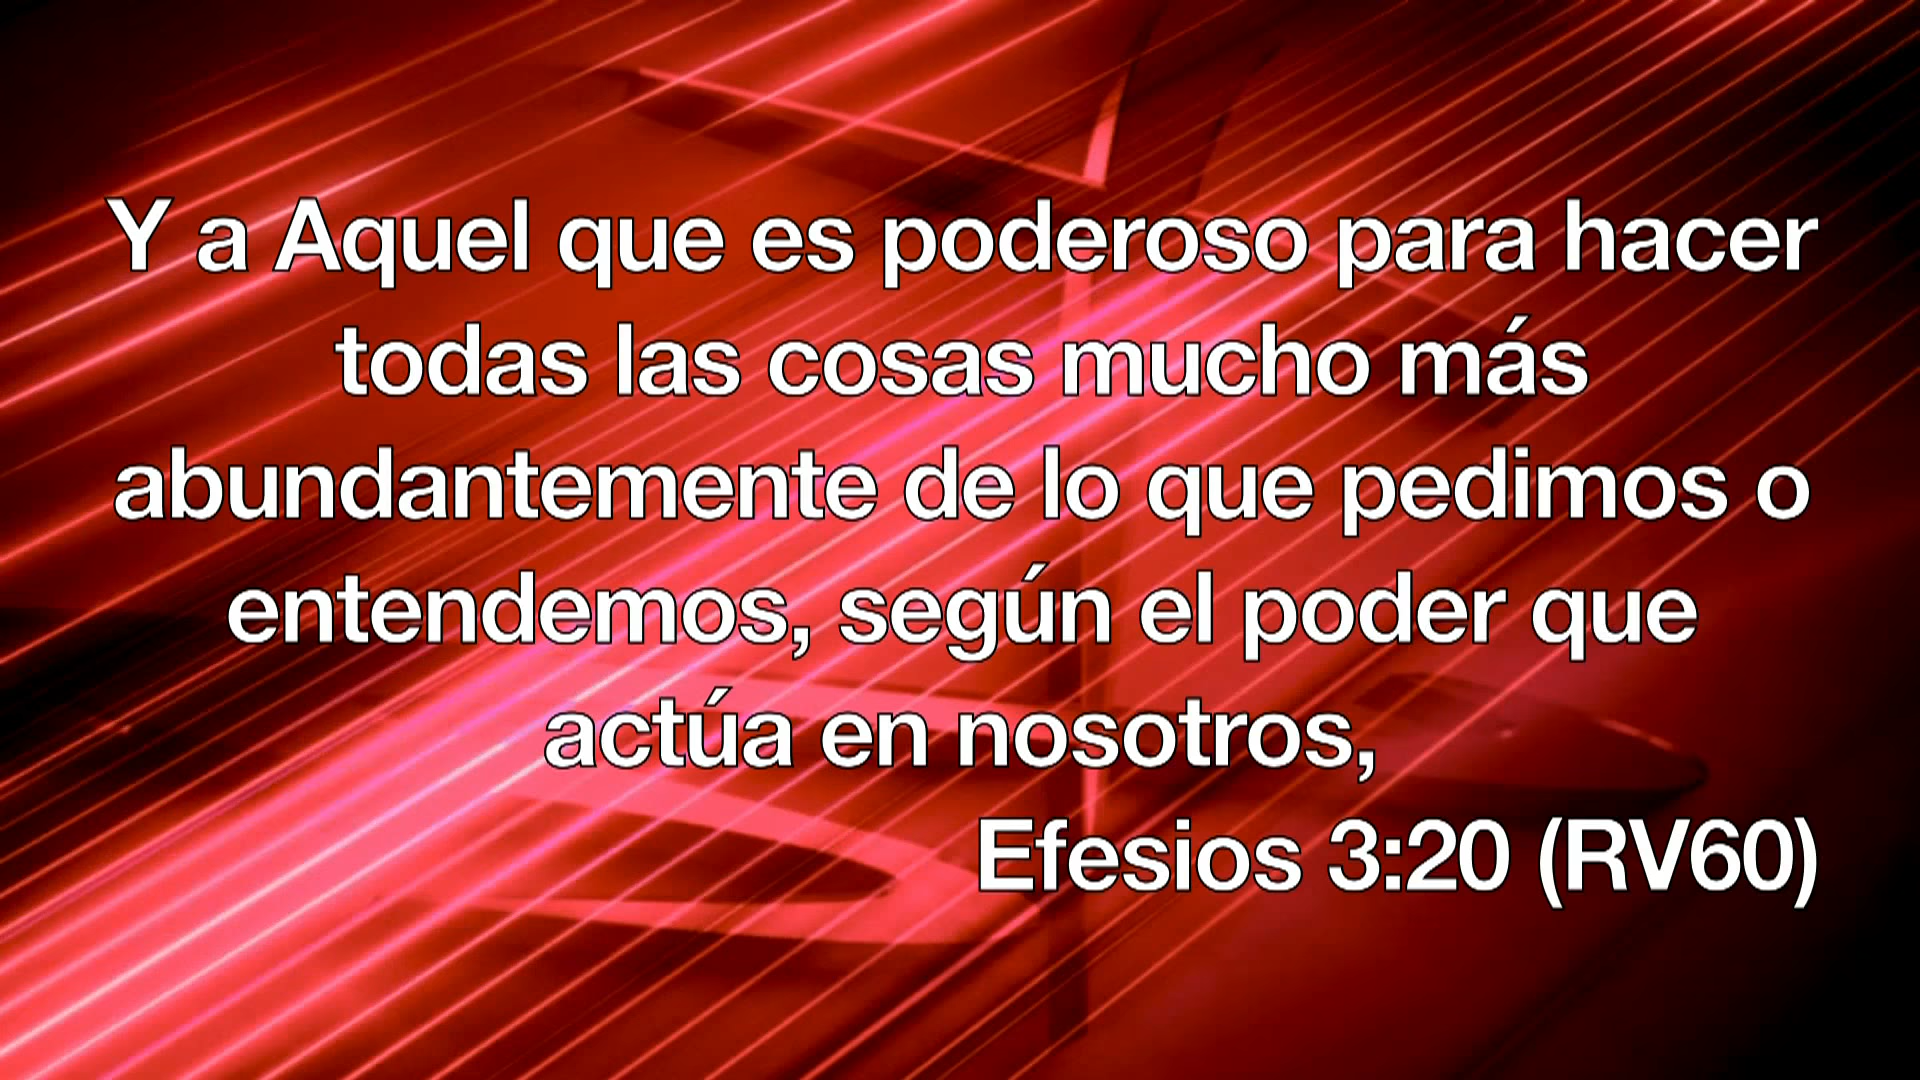 Y a Aquel que es poderoso para hacer
todas las cosas mucho más
abundantemente de lo que pedimos o
entendemos, según el poder que
actúa en nosotros,
Efesios 3:20 (RV60)